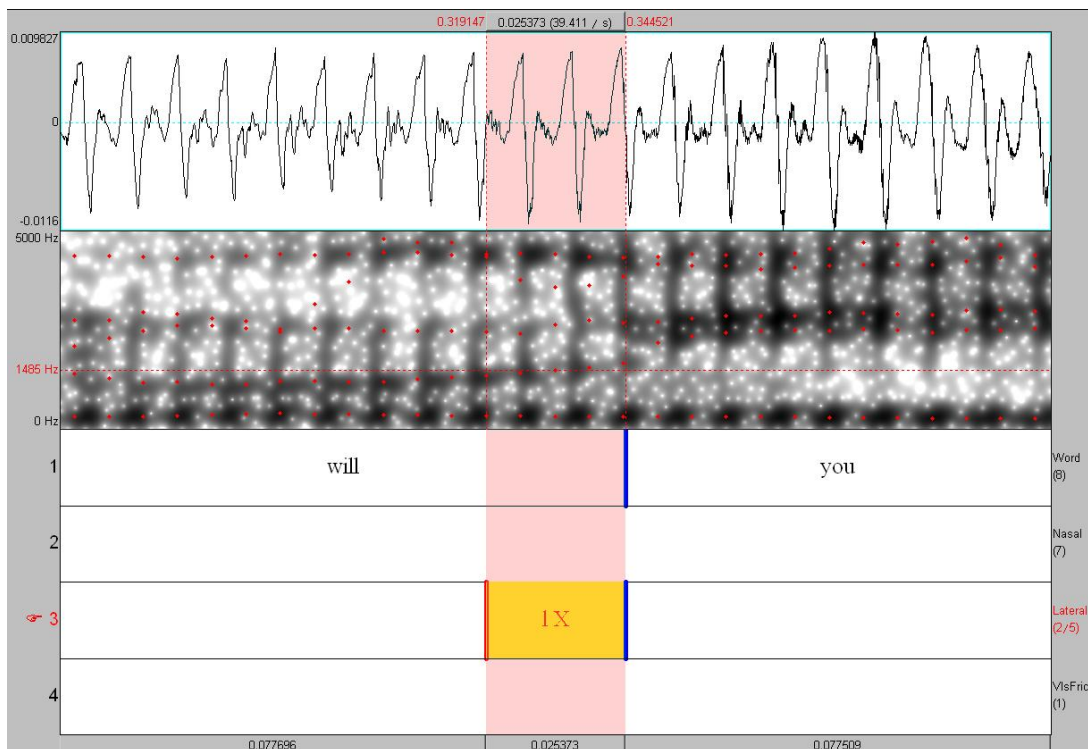 0.319147 0.025373 (39.411 / s) 0.344521
0.009827
0
-0.0116
5000 Hz
1485 Hz
0 Hz
1 will you Word (8)
2 Nasal (7)
3 l X Lateral (2/5)
4 VlsFric (1)
0.077696 0.025373 0.077509